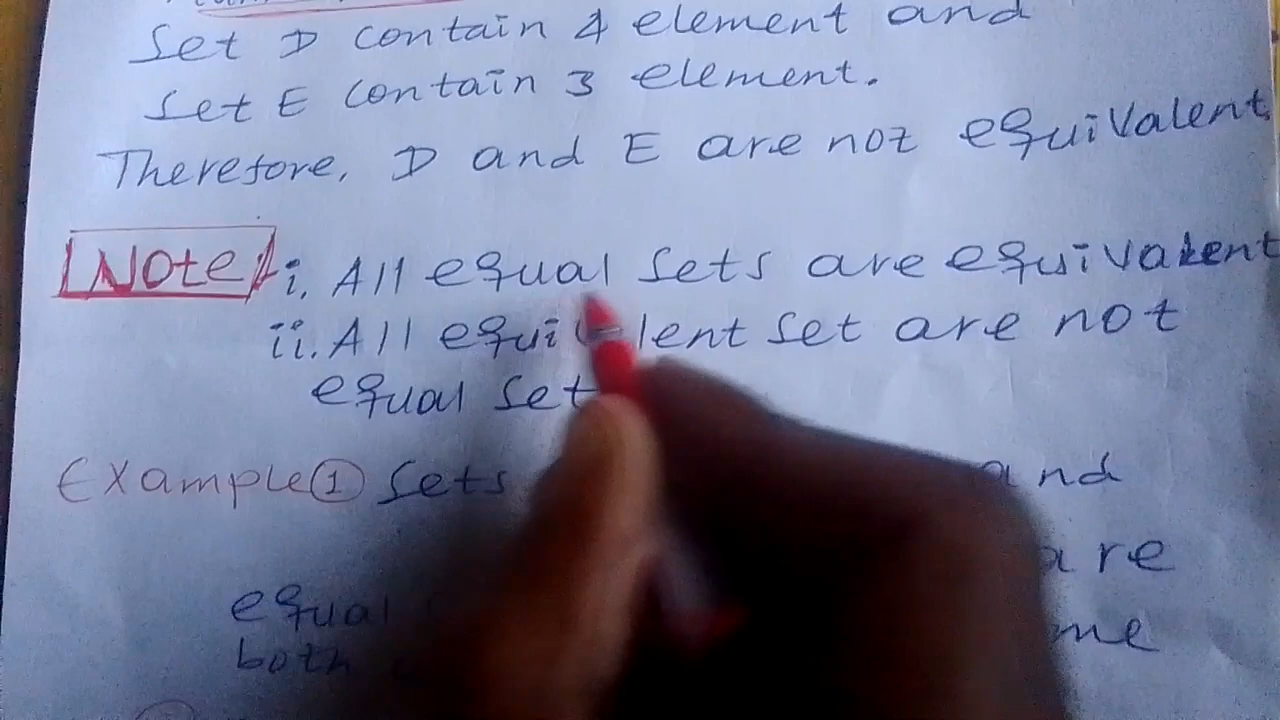 Set D contain 4 element and
Set E contain 3 element.
Therefore, D and E are not equivalent.
Note i. All equal sets are equivalent
ii. All equi lent set are not
equal set
Example 1 Sets and
are
equal
both me